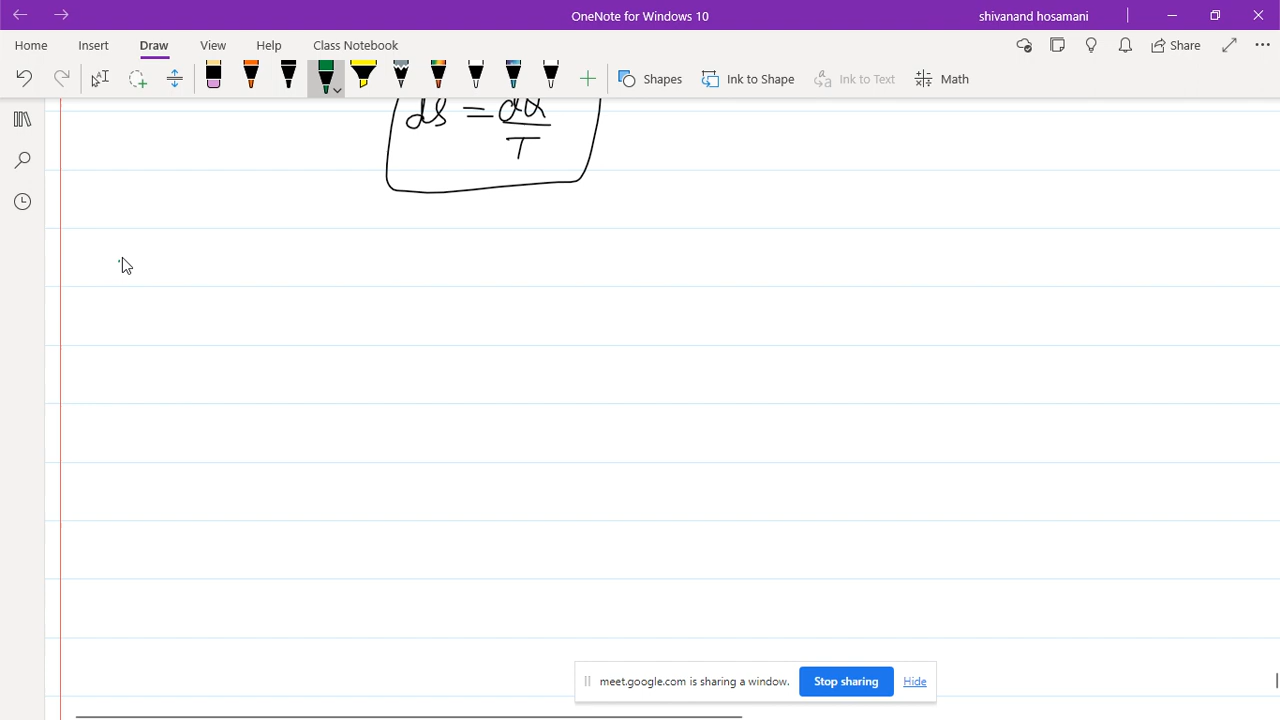 OneNote for Windows 10
shivanand hosamani
Home Insert Draw View Help Class Notebook
Share
Shapes Ink to Shape Ink to Text Math
ds = dQ/T
meet.google.com is sharing a window. Stop sharing Hide